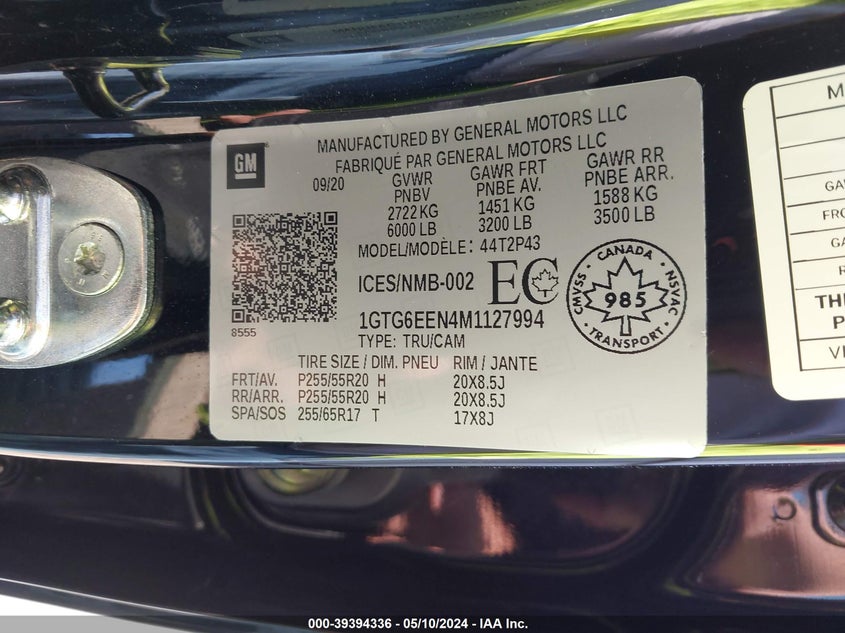 MANUFACTURED BY GENERAL MOTORS LLC
FABRIQUÉ PAR GENERAL MOTORS LLC
GM
09/20
GVWR
PNBV
2722 KG
6000 LB
GAWR FRT
PNBE AV.
1451 KG
3200 LB
GAWR RR
PNBE ARR.
1588 KG
3500 LB
MODEL/MODÈLE: 44T2P43
ICES/NMB-002
EC
CANADA
CMVSS
NSVAC
985
TRANSPORT
8555
1GTG6EEN4M1127994
TYPE: TRU/CAM
TIRE SIZE / DIM. PNEU RIM / JANTE
FRT/AV. P255/55R20 H 20X8.5J
RR/ARR. P255/55R20 H 20X8.5J
SPA/SOS 255/65R17 T 17X8J
000-39394336 - 05/10/2024 - IAA Inc.